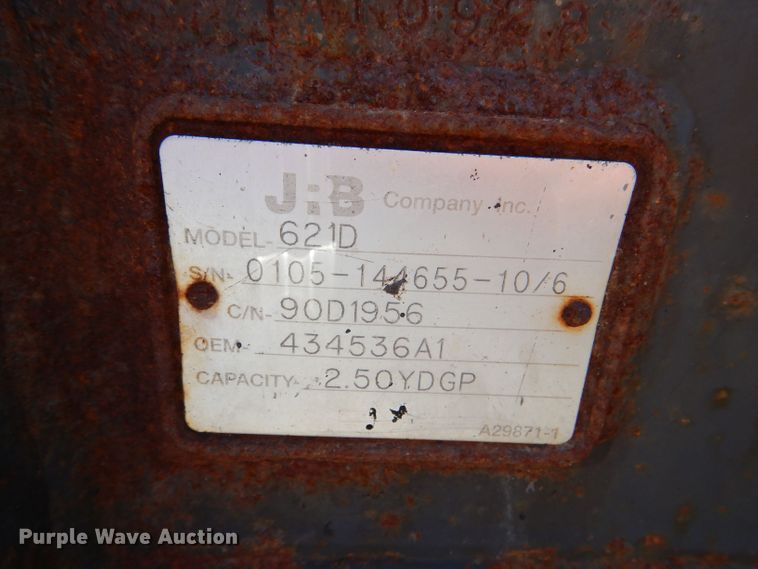 J:B Company Inc.
MODEL- 621D
S/N- 0105-144655-10/6
C/N- 90D1956
OEM- 434536A1
CAPACITY- 2.50YDGP
A29871-1
Purple Wave Auction